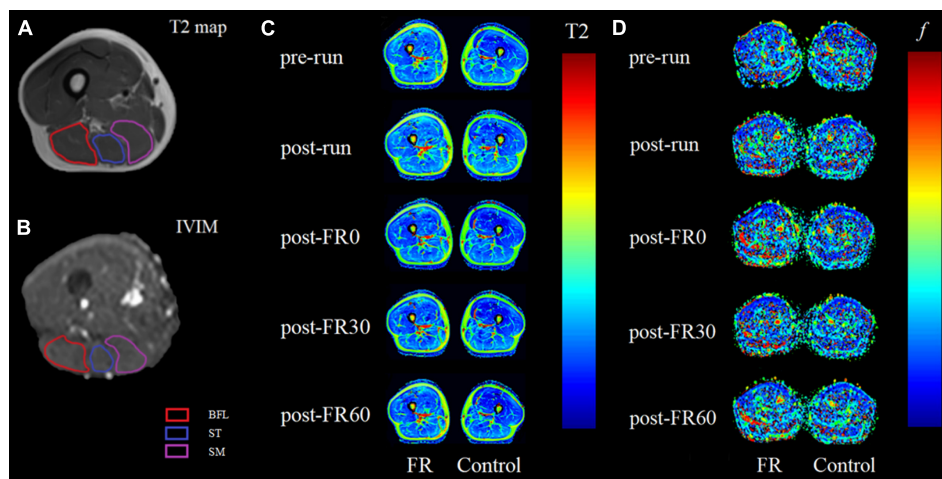 A
T2 map
B
IVIM
BFL
ST
SM
C
T2
pre-run
post-run
post-FR0
post-FR30
post-FR60
FR Control
D
f
pre-run
post-run
post-FR0
post-FR30
post-FR60
FR Control